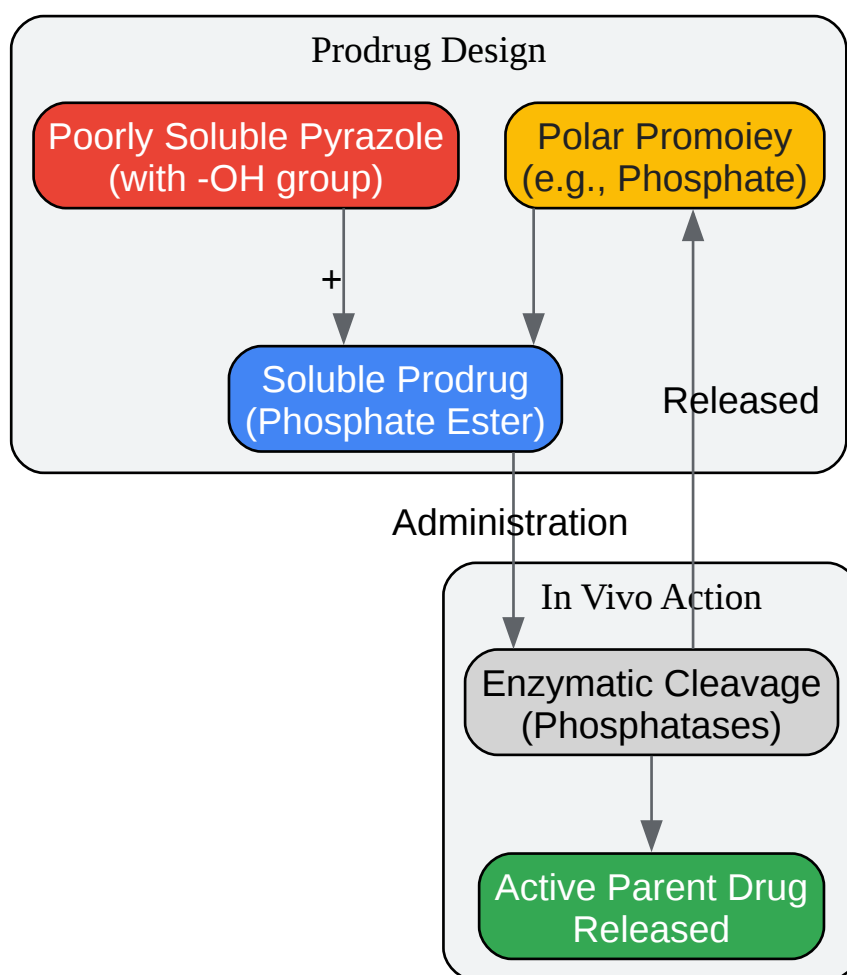 Prodrug Design
Poorly Soluble Pyrazole
(with -OH group)
Polar Promoiey
(e.g., Phosphate)
+
Soluble Prodrug
(Phosphate Ester)
Released
Administration
In Vivo Action
Enzymatic Cleavage
(Phosphatases)
Active Parent Drug
Released